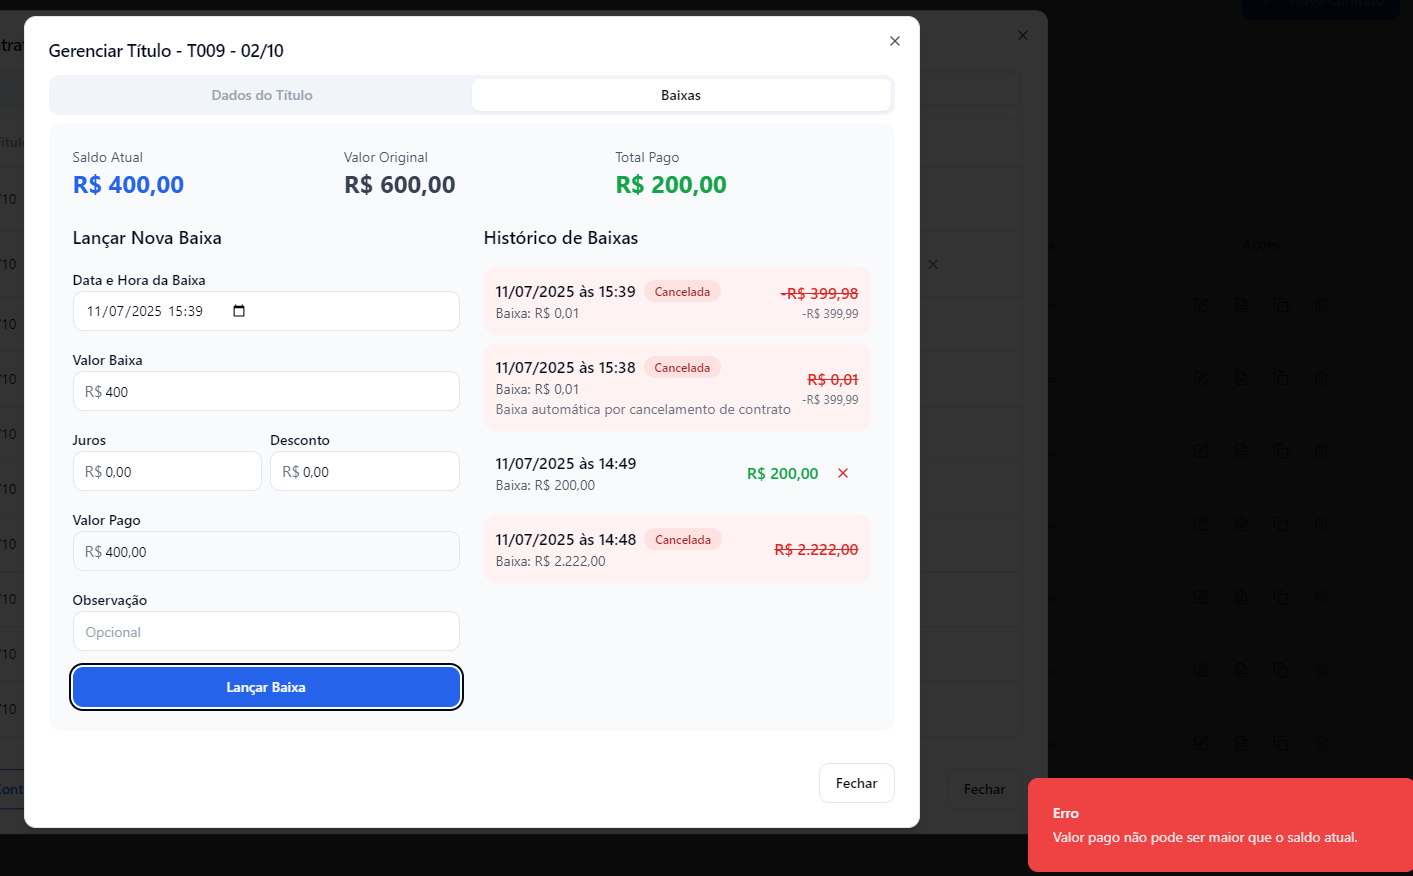 Novo Contrato
Gerenciar Título - T009 - 02/10
Dados do Título
Baixas
Saldo Atual
R$ 400,00
Valor Original
R$ 600,00
Total Pago
R$ 200,00
Lançar Nova Baixa
Data e Hora da Baixa
11/07/2025 15:39
Valor Baixa
R$ 400
Juros
Desconto
R$ 0,00
R$ 0,00
Valor Pago
R$ 400,00
Observação
Opcional
Lançar Baixa
Histórico de Baixas
11/07/2025 às 15:39 Cancelada
-R$ 399,98
Baixa: R$ 0,01
-R$ 399,99
11/07/2025 às 15:38 Cancelada
R$ 0,01
Baixa: R$ 0,01
-R$ 399,99
Baixa automática por cancelamento de contrato
11/07/2025 às 14:49
R$ 200,00
Baixa: R$ 200,00
11/07/2025 às 14:48 Cancelada
R$ 2.222,00
Baixa: R$ 2.222,00
Fechar
Ações
Fechar
Erro
Valor pago não pode ser maior que o saldo atual.